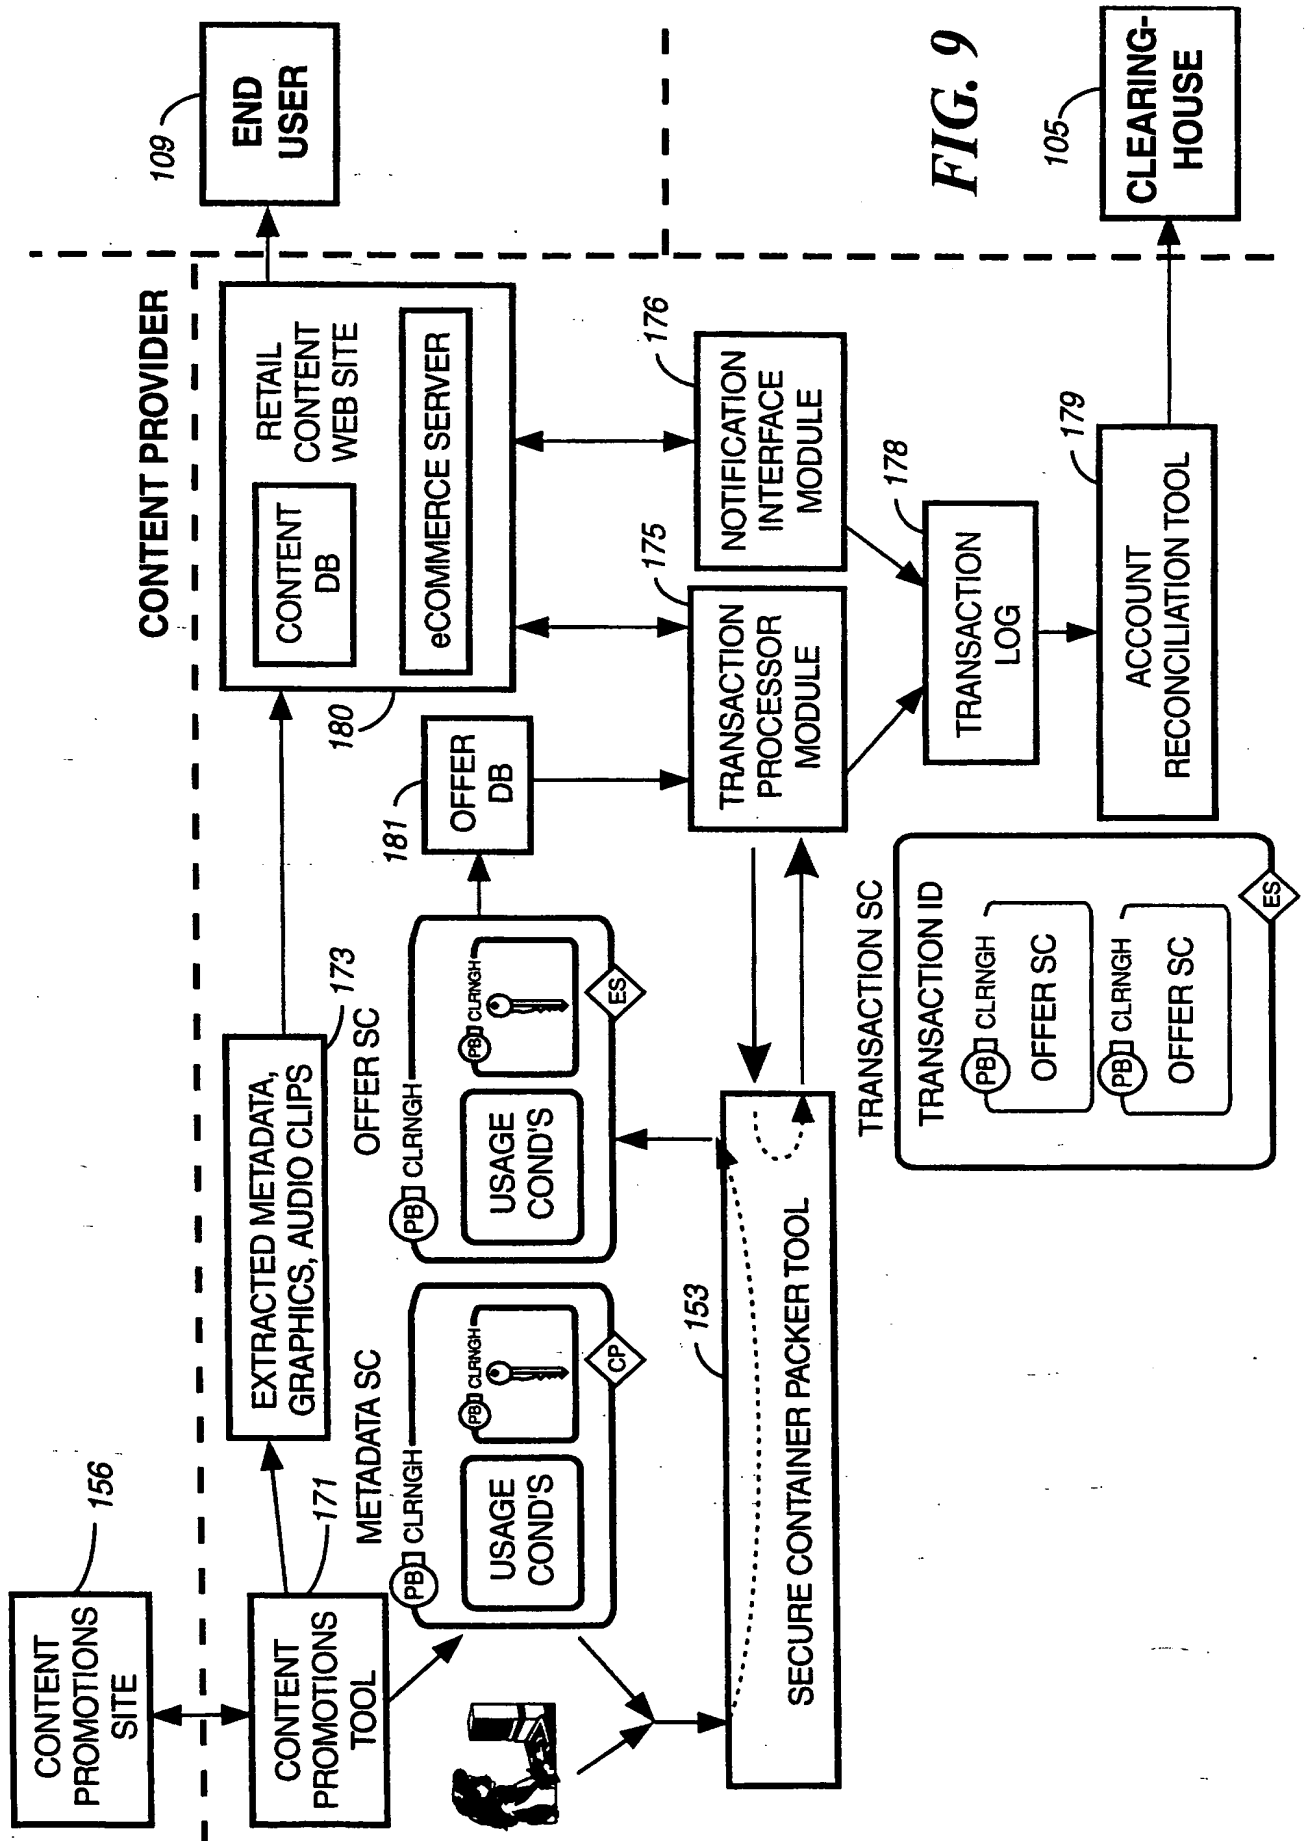 CONTENT
PROMOTIONS
SITE
156
CONTENT PROVIDER
END
USER
109
CONTENT
PROMOTIONS
TOOL
171
EXTRACTED METADATA,
GRAPHICS, AUDIO CLIPS
173
RETAIL
CONTENT
WEB SITE
CONTENT
DB
eCOMMERCE SERVER
180
METADATA SC
PB CLRNGH
USAGE
COND'S
PB CLRNGH
CP
OFFER SC
PB CLRNGH
USAGE
COND'S
PB CLRNGH
ES
OFFER
DB
181
SECURE CONTAINER PACKER TOOL
153
TRANSACTION
PROCESSOR
MODULE
175
NOTIFICATION
INTERFACE
MODULE
176
TRANSACTION SC
TRANSACTION ID
PB CLRNGH
OFFER SC
PB CLRNGH
OFFER SC
ES
TRANSACTION
LOG
178
ACCOUNT
RECONCILIATION TOOL
179
CLEARING-
HOUSE
105
FIG. 9